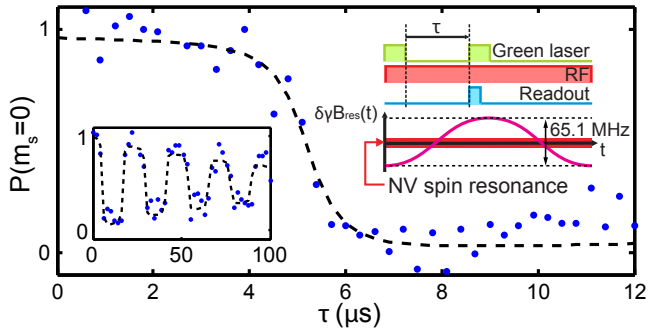 1
P(m_s=0)
0
0
2
4
6
8
10
12
τ (μs)
1
0
0
50
100
τ
Green laser
RF
Readout
δγB_res(t)
65.1 MHz
t
NV spin resonance